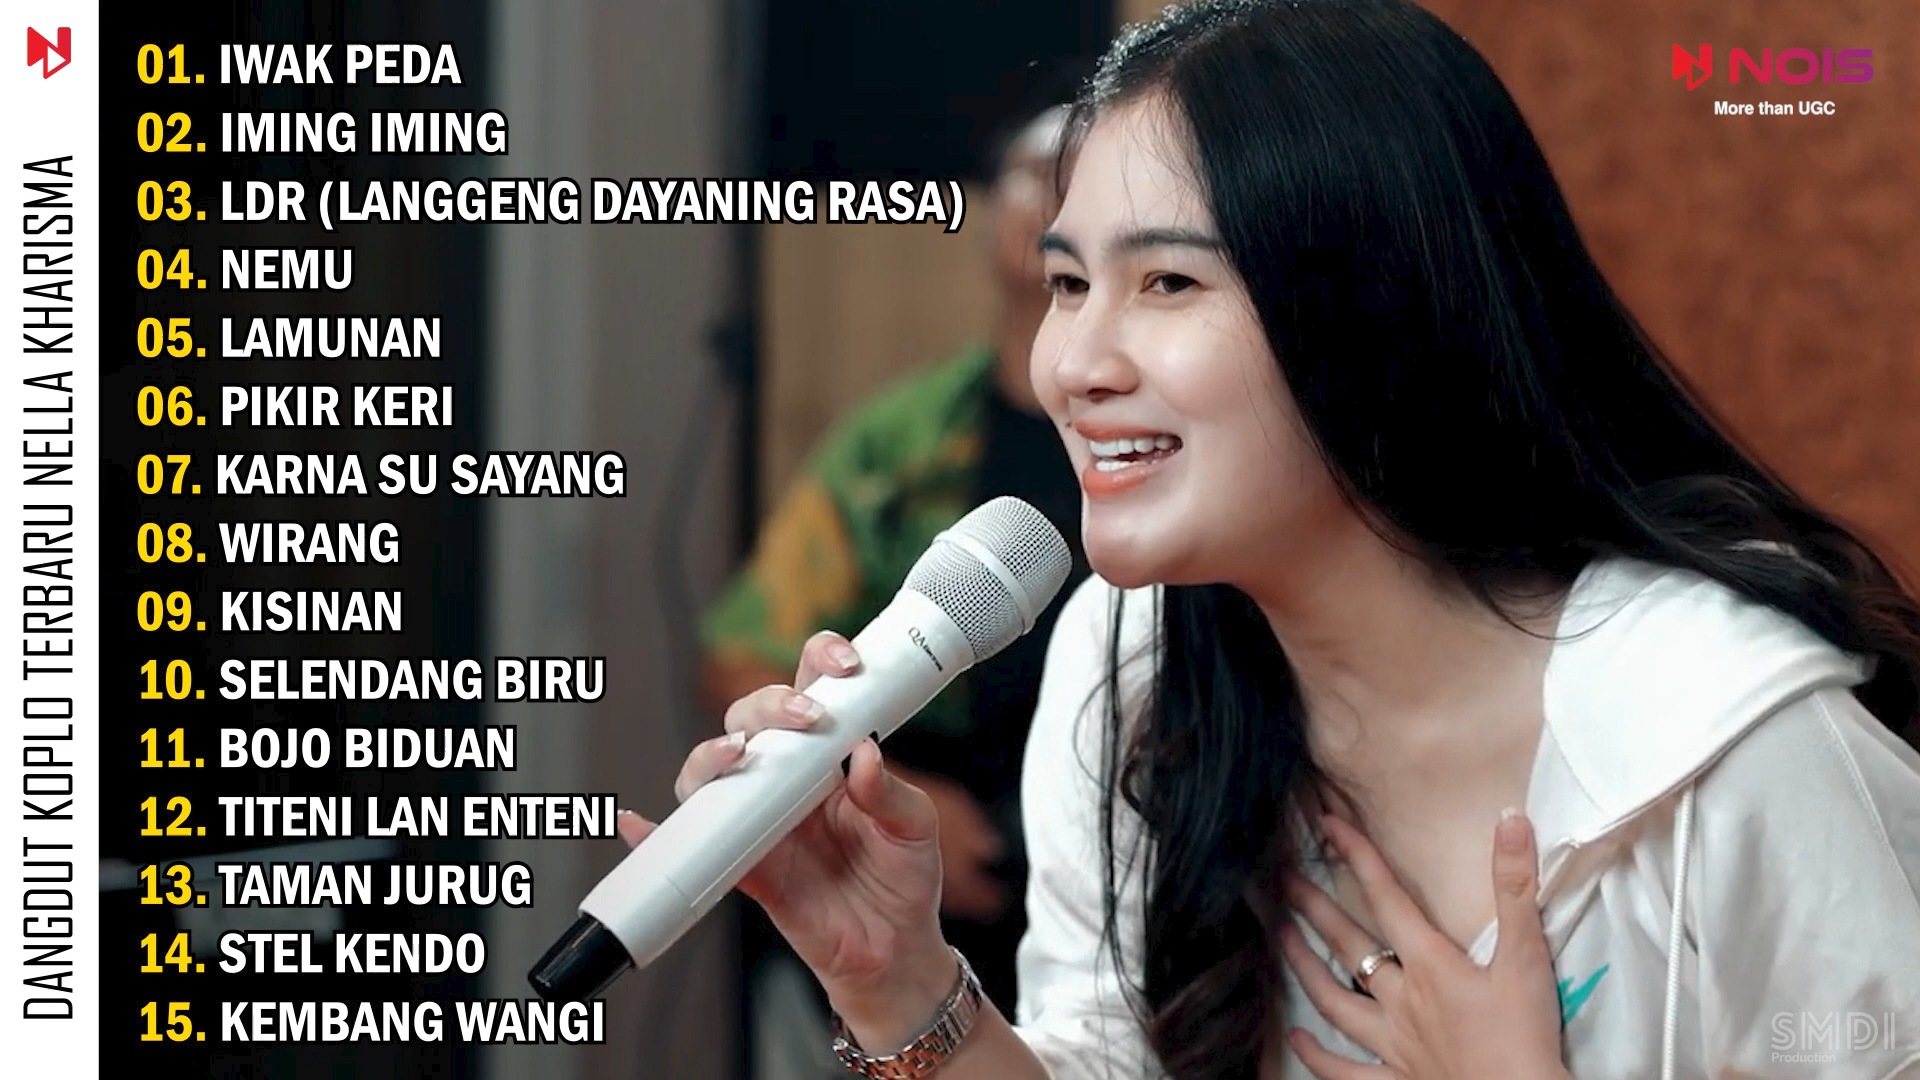 DANGDUT KOPLO TERBARU NELLA KHARISMA
01. IWAK PEDA
02. IMING IMING
03. LDR (LANGGENG DAYANING RASA)
04. NEMU
05. LAMUNAN
06. PIKIR KERI
07. KARNA SU SAYANG
08. WIRANG
09. KISINAN
10. SELENDANG BIRU
11. BOJO BIDUAN
12. TITENI LAN ENTENI
13. TAMAN JURUG
14. STEL KENDO
15. KEMBANG WANGI
NOIS
More than UGC
SMDI
Production